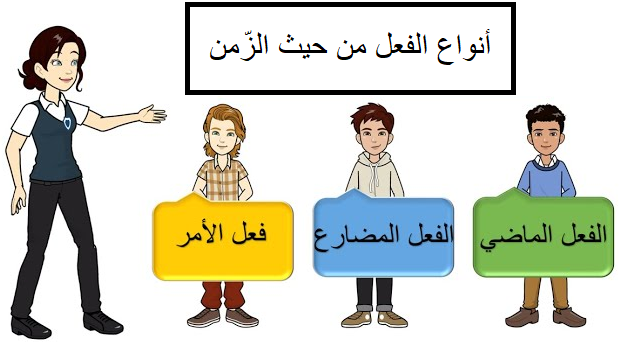 أنواع الفعل من حيث الزّمن
الفعل الماضي
الفعل المضارع
فعل الأمر